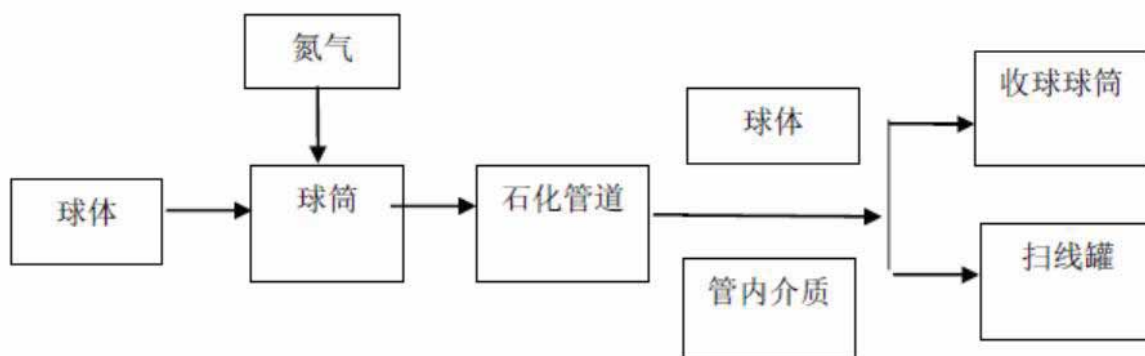 氮气
球体
球筒
石化管道
球体
管内介质
收球球筒
扫线罐